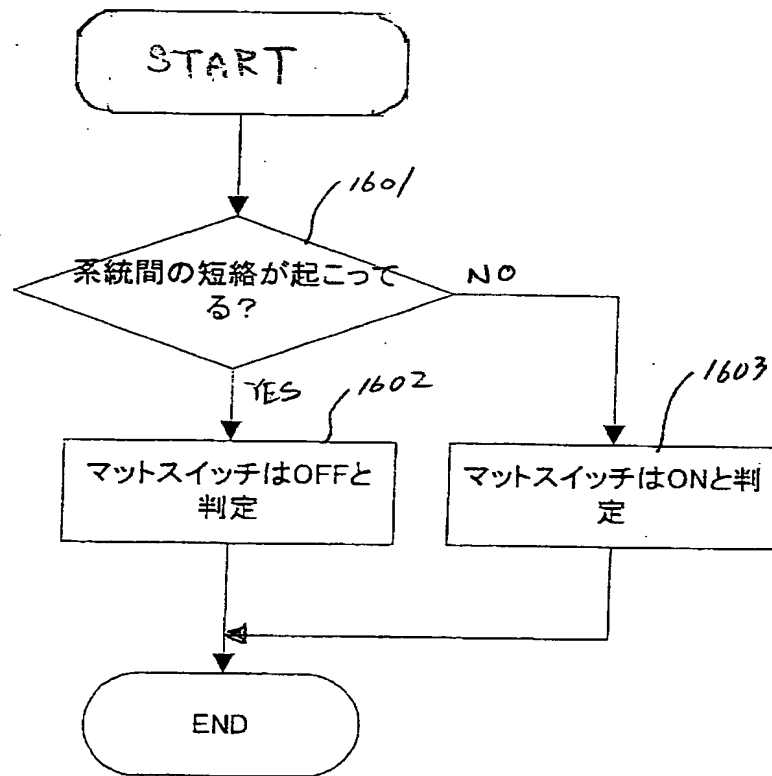 START
1601
系統間の短絡が起こって
る?
NO
YES
1602
1603
マットスイッチはOFFと
判定
マットスイッチはONと判
定
END